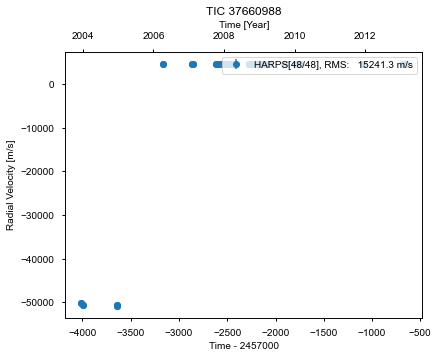 TIC 37660988
Time [Year]
2004 2006 2008 2010 2012
HARPS[48/48], RMS: 15241.3 m/s
Radial Velocity [m/s]
0
−10000
−20000
−30000
−40000
−50000
−4000 −3500 −3000 −2500 −2000 −1500 −1000 −500
Time - 2457000